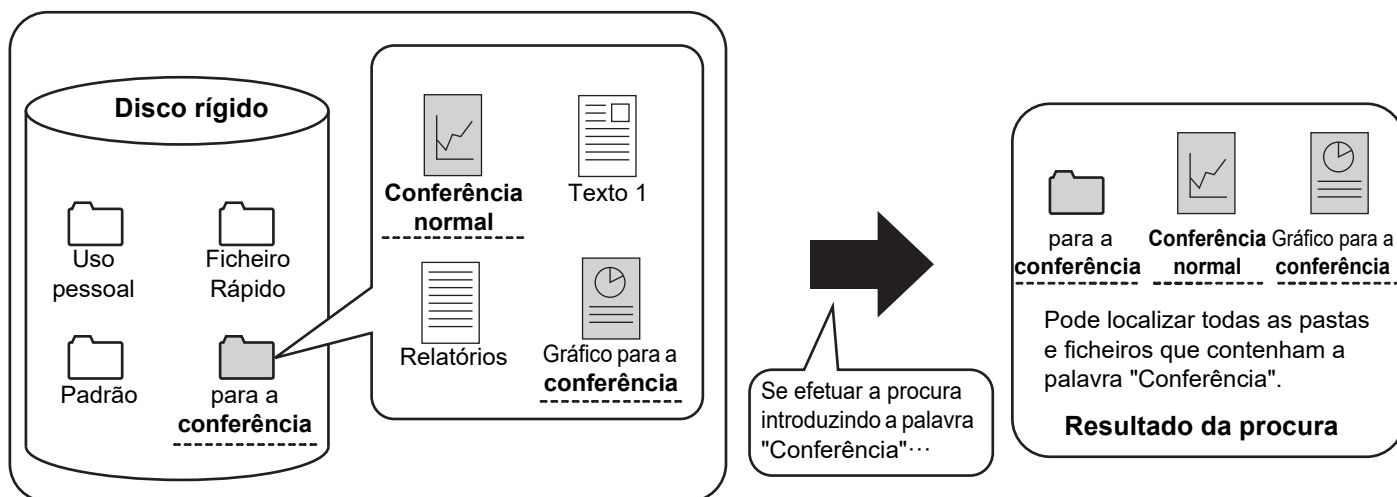 Disco rígido
Uso
pessoal
Ficheiro
Rápido
Padrão
para a
conferência
Conferência
normal
Texto 1
Relatórios
Gráfico para a
conferência
Se efetuar a procura
introduzindo a palavra
"Conferência"···
para a
conferência
Conferência
normal
Gráfico para a
conferência
Pode localizar todas as pastas
e ficheiros que contenham a
palavra "Conferência".
Resultado da procura